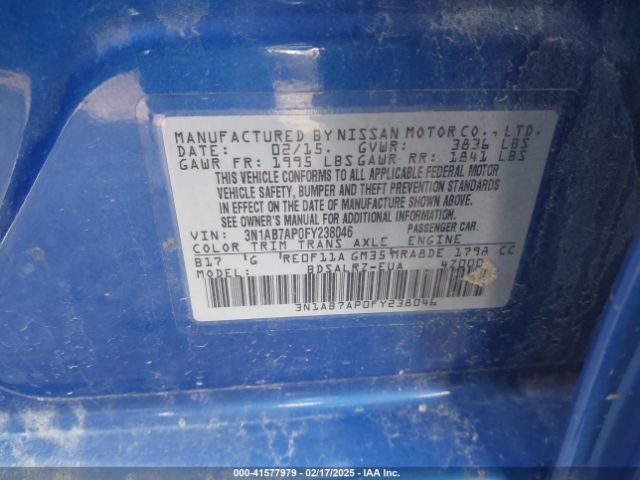 MANUFACTURED BY NISSAN MOTOR CO., LTD.
DATE: 02/15. GVWR: 3836 LBS
GAWR FR: 1995 LBS GAWR RR: 1841 LBS
THIS VEHICLE CONFORMS TO ALL APPLICABLE FEDERAL MOTOR
VEHICLE SAFETY, BUMPER AND THEFT PREVENTION STANDARDS
IN EFFECT ON THE DATE OF MANUFACTURE SHOWN ABOVE.
SEE OWNER'S MANUAL FOR ADDITIONAL INFORMATION.
VIN: 3N1AB7AP0FY238046 PASSENGER CAR.
COLOR TRIM TRANS AXLE ENGINE
B17 G RE0F11A GM35 MRA8DE 1798 CC
MODEL BDSALRZ-EUA 47000
3N1AB7AP0FY238046
000-41577979 - 02/17/2025 - IAA Inc.